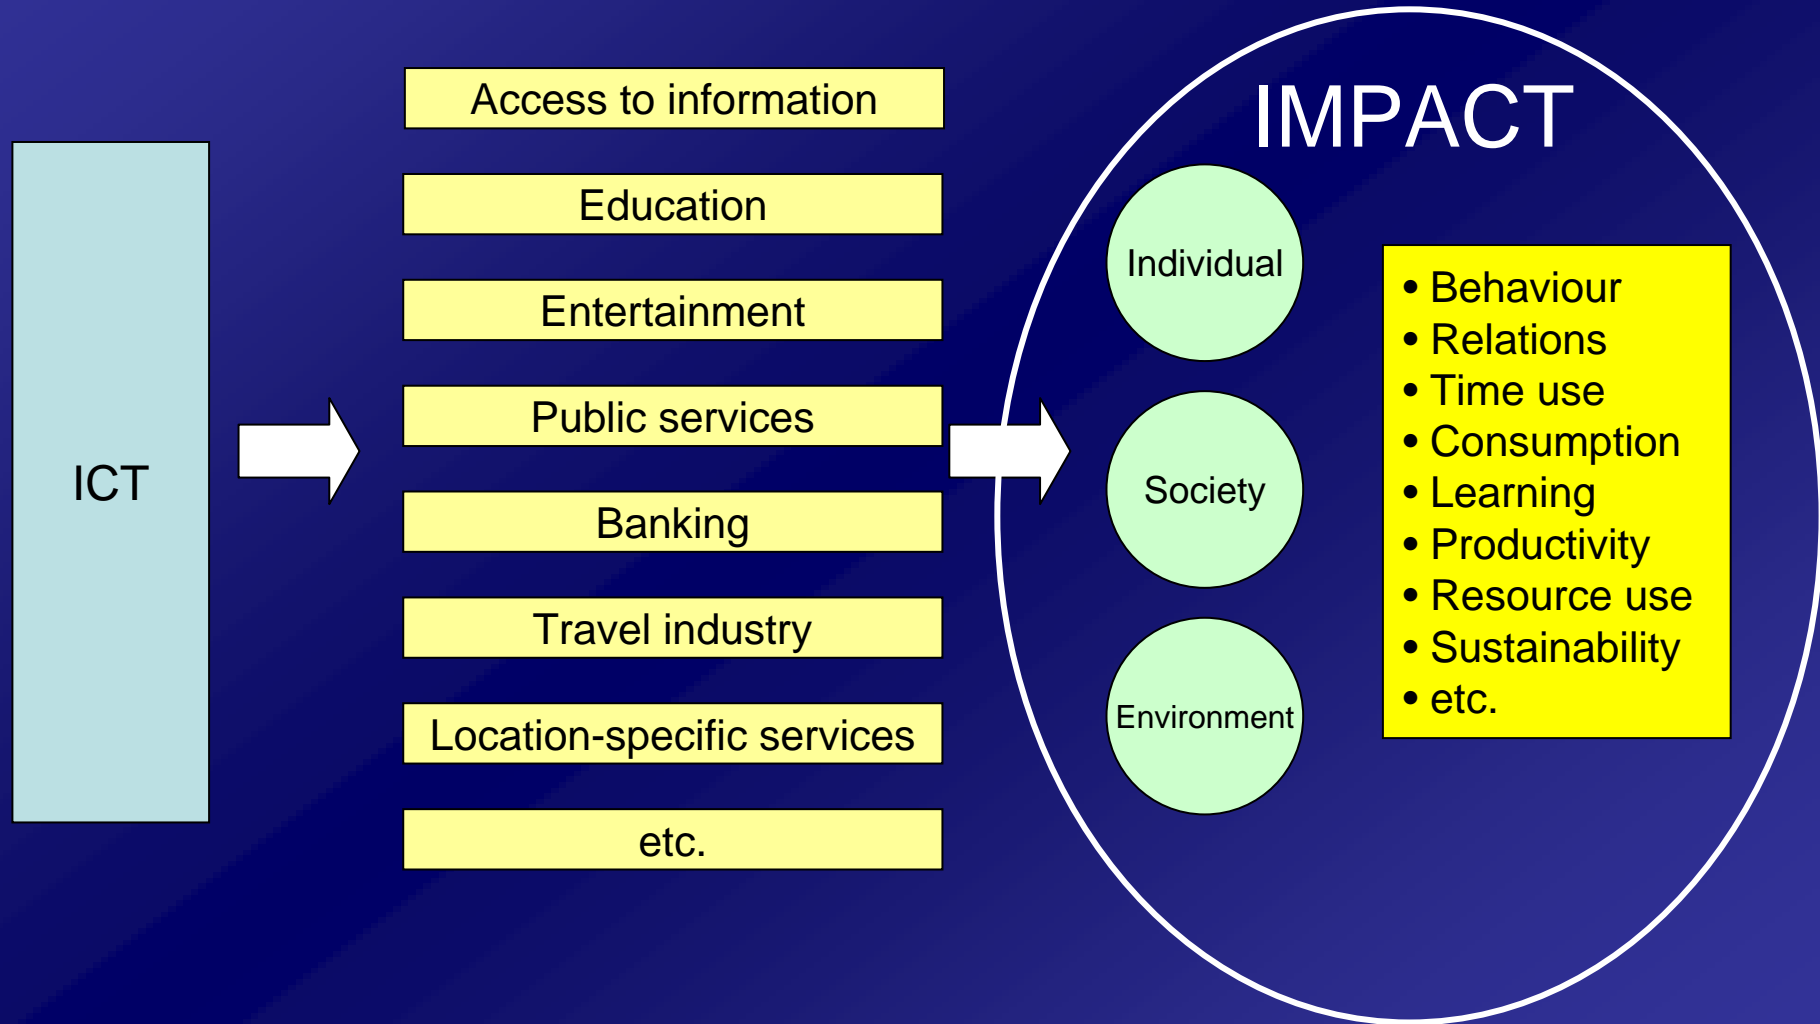 ICT
Access to information
Education
Entertainment
Public services
Banking
Travel industry
Location-specific services
etc.
IMPACT
Individual
Society
Environment
• Behaviour
• Relations
• Time use
• Consumption
• Learning
• Productivity
• Resource use
• Sustainability
• etc.